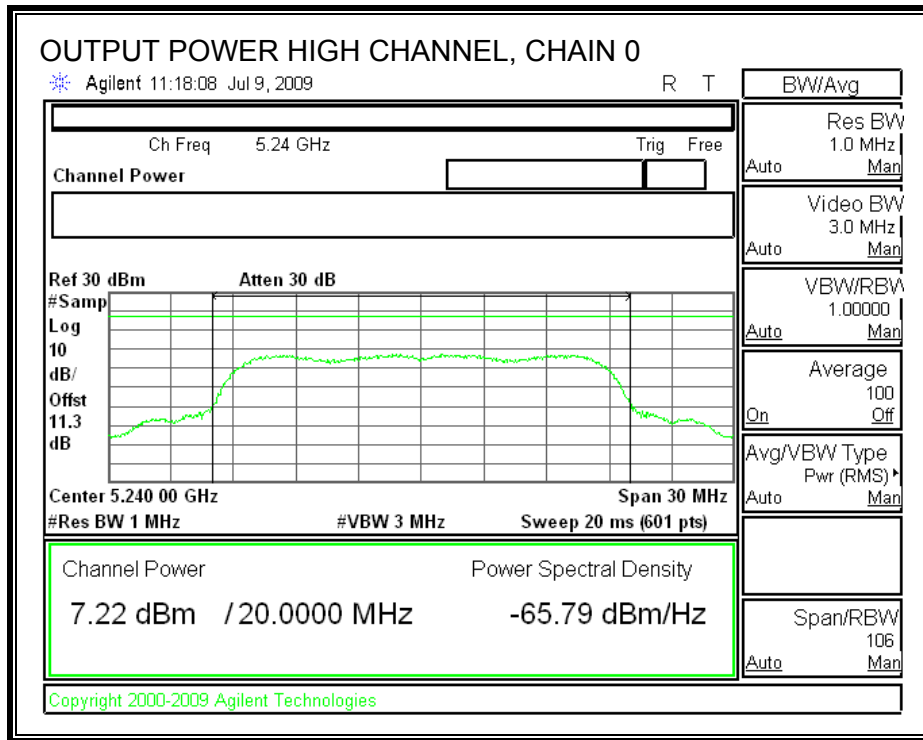 OUTPUT POWER HIGH CHANNEL, CHAIN 0
Agilent 11:18:08 Jul 9, 2009 R T
BW/Avg
Ch Freq 5.24 GHz Trig Free
Channel Power
Res BW
1.0 MHz
Auto Man
Video BW
3.0 MHz
Auto Man
Ref 30 dBm Atten 30 dB
#Samp
Log
10
dB/
Offst
11.3
dB
VBW/RBW
1.00000
Auto Man
Average
100
On Off
Avg/VBW Type
Pwr (RMS)
Auto Man
Center 5.240 00 GHz Span 30 MHz
#Res BW 1 MHz #VBW 3 MHz Sweep 20 ms (601 pts)
Channel Power Power Spectral Density
7.22 dBm /20.0000 MHz -65.79 dBm/Hz
Span/RBW
106
Auto Man
Copyright 2000-2009 Agilent Technologies